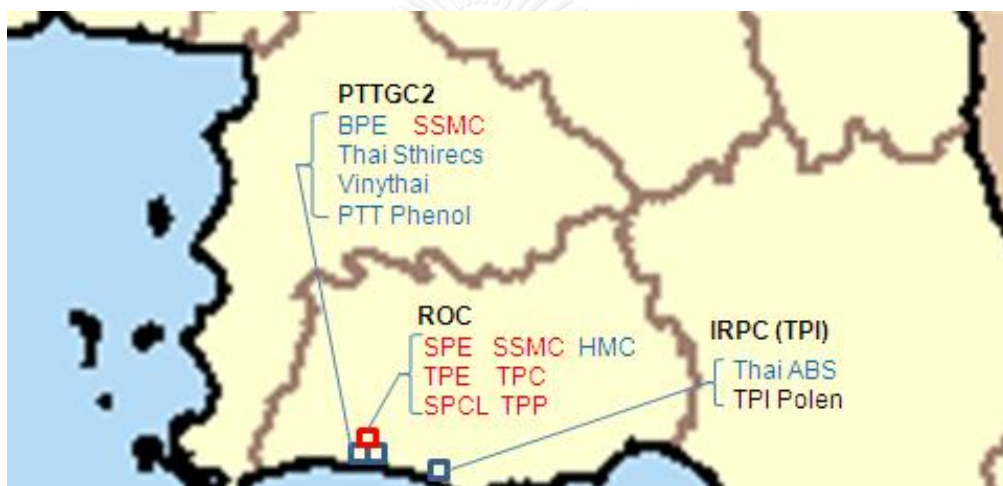 PTTGC2
BPE SSMC
Thai Sthirecs
Vinythai
PTT Phenol
ROC
SPE SSMC HMC
TPE TPC
SPCL TPP
IRPC (TPI)
Thai ABS
TPI Polen